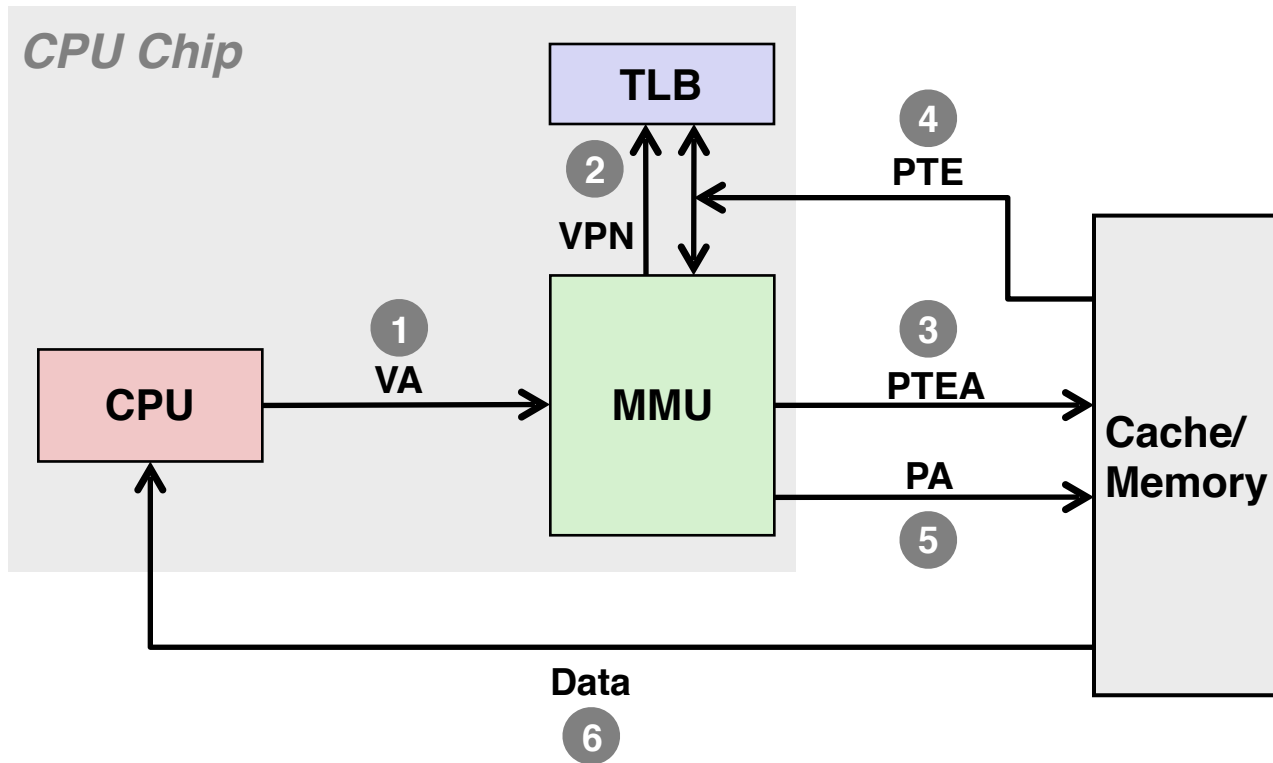 CPU Chip
TLB
4
PTE
2
VPN
1
VA
3
PTEA
CPU
MMU
Cache/
Memory
PA
5
Data
6